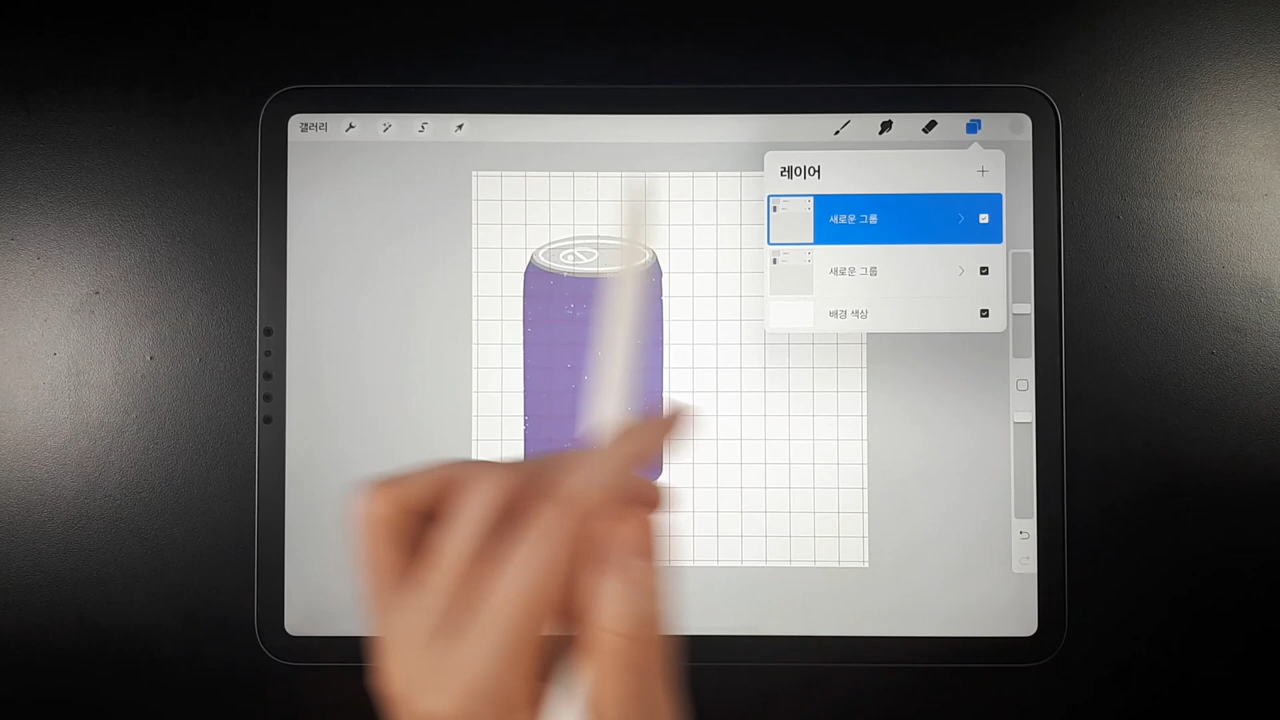 갤러리
레이어
새로운 그룹
새로운 그룹
배경 색상